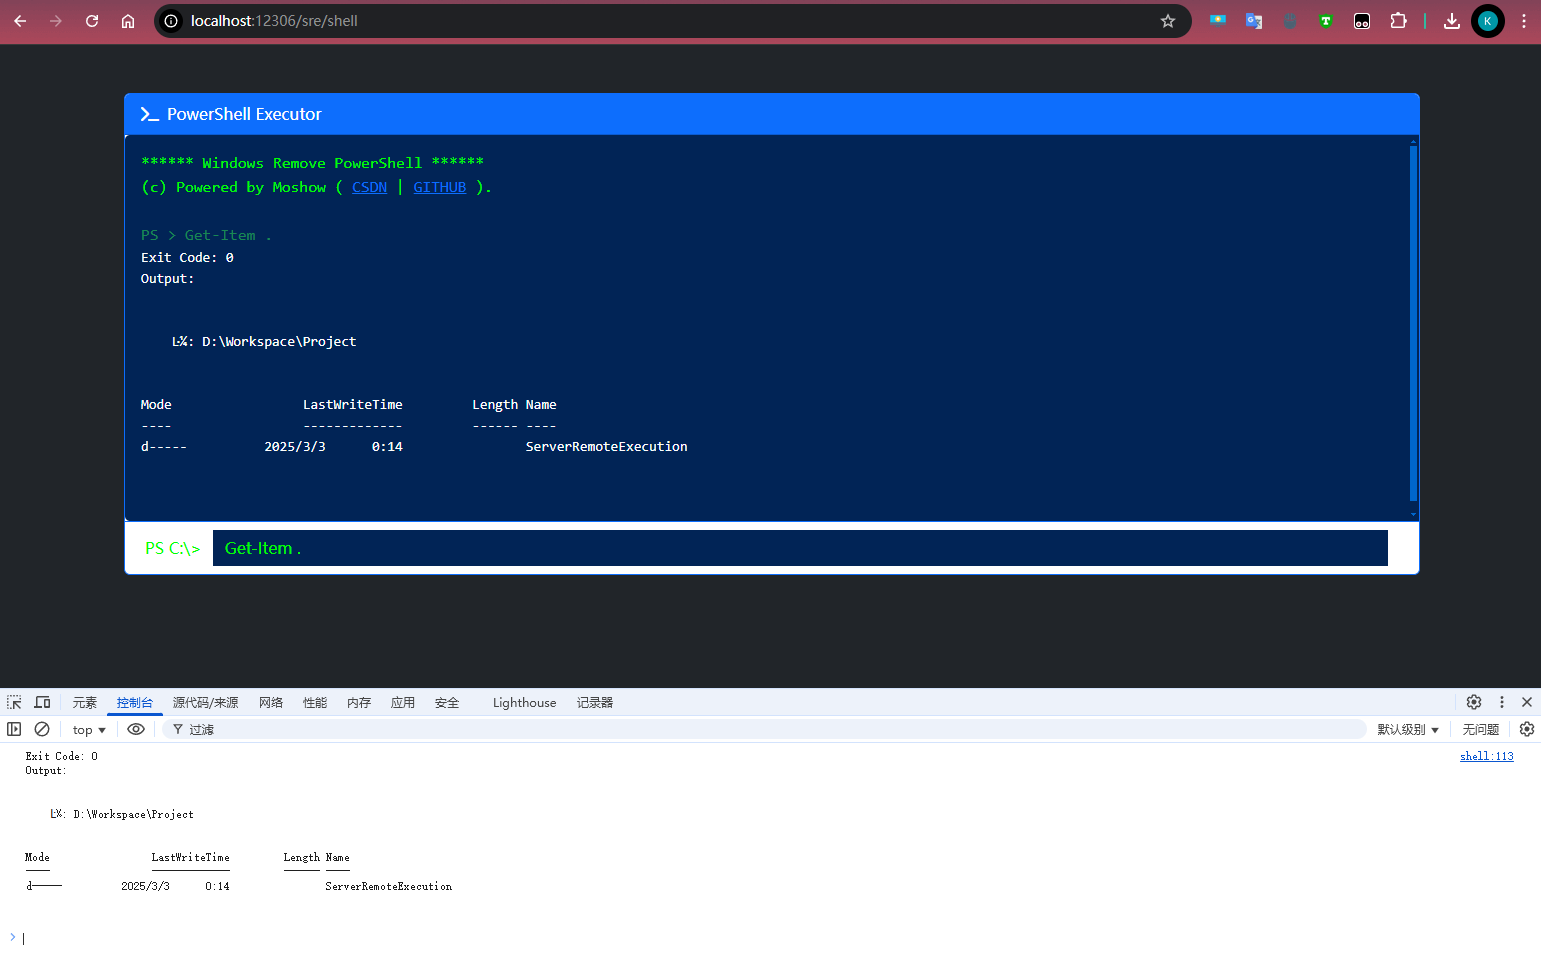 localhost:12306/sre/shell
K
PowerShell Executor
****** Windows Remove PowerShell ******
(c) Powered by Moshow ( CSDN | GITHUB ).
PS > Get-Item .
Exit Code: 0
Output:
D:\Workspace\Project
Mode LastWriteTime Length Name
---- ------------- ------ ----
d----- 2025/3/3 0:14 ServerRemoteExecution
PS C:\> Get-Item .
元素 控制台 源代码/来源 网络 性能 内存 应用 安全 Lighthouse 记录器
top 过滤 默认级别 无问题
Exit Code: 0 shell:113
Output:
D:\Workspace\Project
Mode LastWriteTime Length Name
---- ------------- ------ ----
d----- 2025/3/3 0:14 ServerRemoteExecution
>